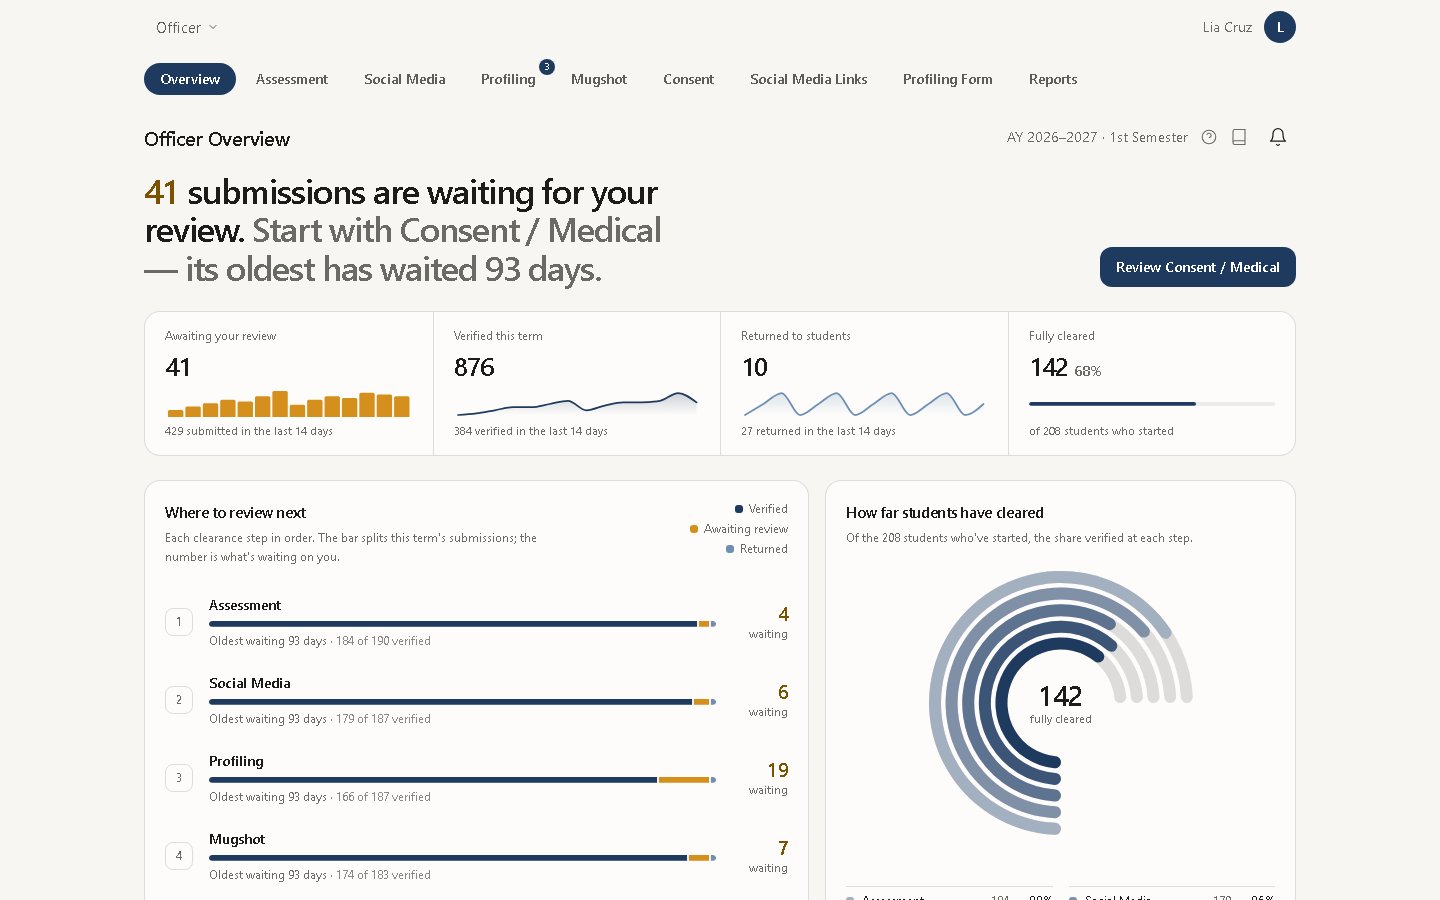 Officer
Lia Cruz
L
Overview
Assessment
Social Media
Profiling
3
Mugshot
Consent
Social Media Links
Profiling Form
Reports
Officer Overview
AY 2026–2027 · 1st Semester
41 submissions are waiting for your
review. Start with Consent / Medical
— its oldest has waited 93 days.
Review Consent / Medical
Awaiting your review
41
429 submitted in the last 14 days
Verified this term
876
384 verified in the last 14 days
Returned to students
10
27 returned in the last 14 days
Fully cleared
142 68%
of 208 students who started
Where to review next
Each clearance step in order. The bar splits this term's submissions; the
number is what's waiting on you.
Verified
Awaiting review
Returned
1
Assessment
Oldest waiting 93 days · 184 of 190 verified
4
waiting
2
Social Media
Oldest waiting 93 days · 179 of 187 verified
6
waiting
3
Profiling
Oldest waiting 93 days · 166 of 187 verified
19
waiting
4
Mugshot
Oldest waiting 93 days · 174 of 183 verified
7
waiting
How far students have cleared
Of the 208 students who've started, the share verified at each step.
142
fully cleared